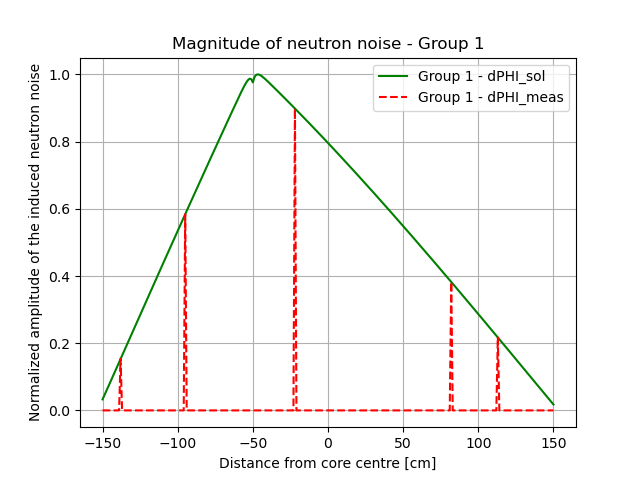 Magnitude of neutron noise - Group 1
Normalized amplitude of the induced neutron noise
1.0
0.8
0.6
0.4
0.2
0.0
Group 1 - dPHI_sol
Group 1 - dPHI_meas
−150
−100
−50
0
50
100
150
Distance from core centre [cm]